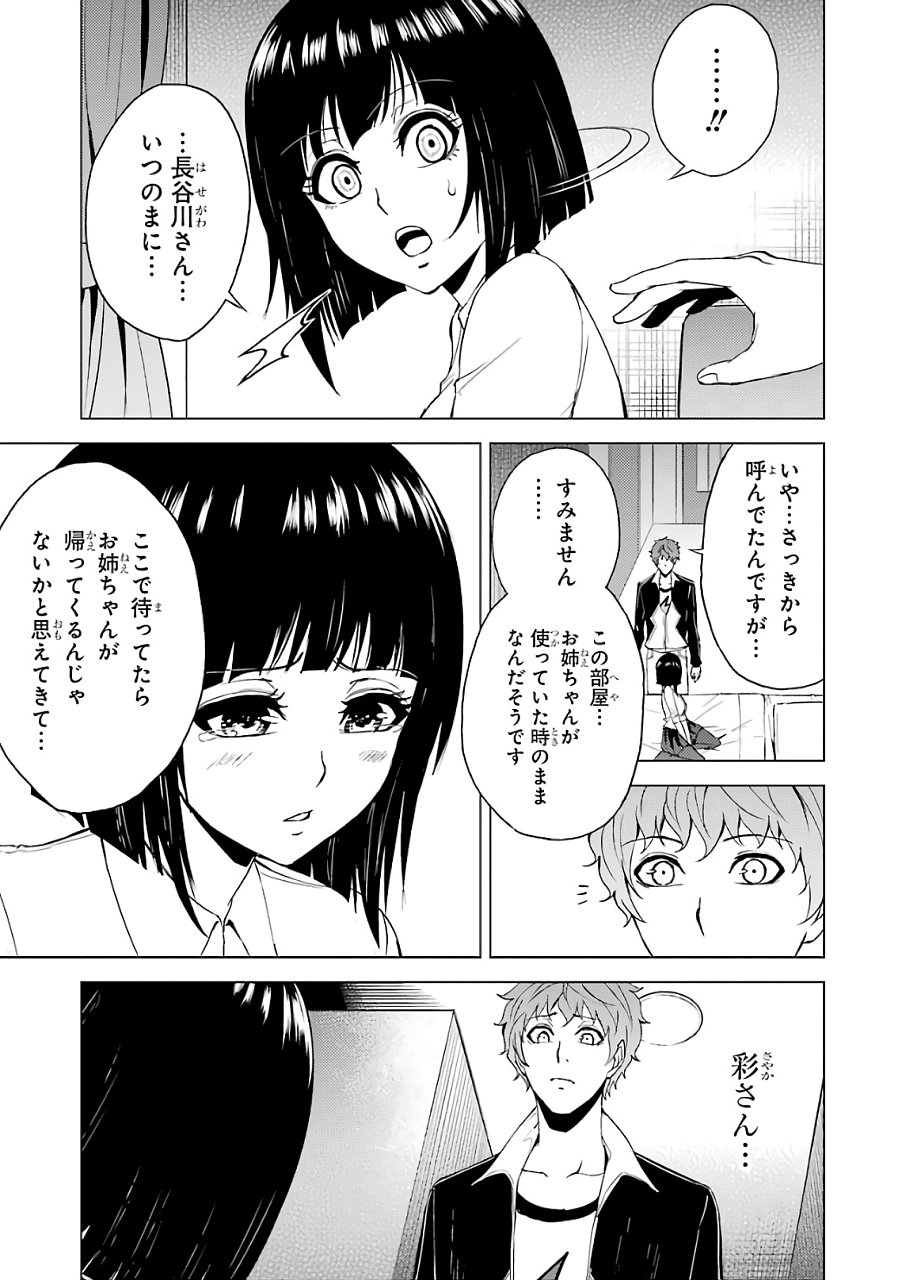 ……!!
…長谷川さん…
いつのまに…
いや…さっきから
呼んでたんですが…
すみません
……
この部屋…
お姉ちゃんが
使っていた時のまま
なんだそうです
ここで待ってたら
お姉ちゃんが
帰ってくるんじゃ
ないかと思えてきて…
彩さん…